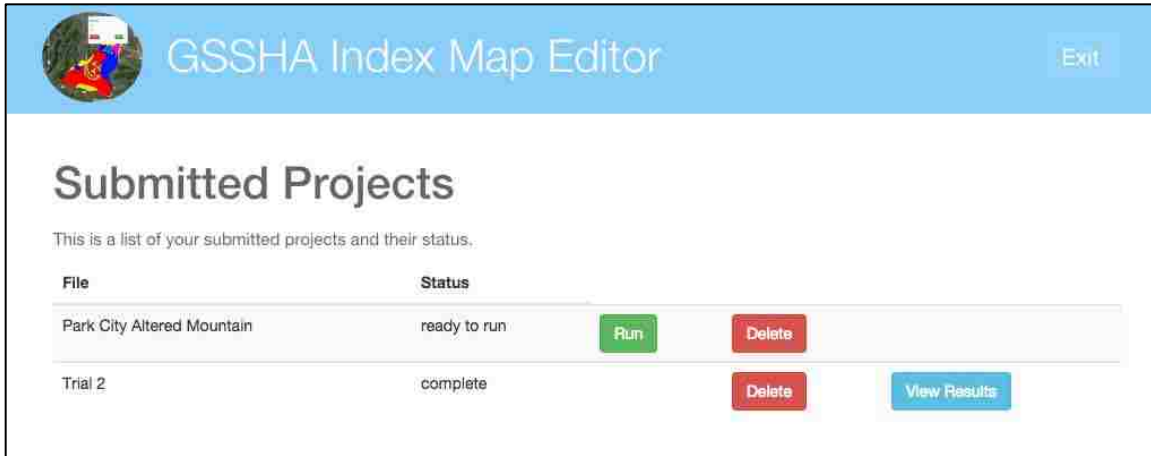 GSSHA Index Map Editor Exit
Submitted Projects
This is a list of your submitted projects and their status.
File Status
Park City Altered Mountain ready to run Run Delete
Trial 2 complete Delete View Results